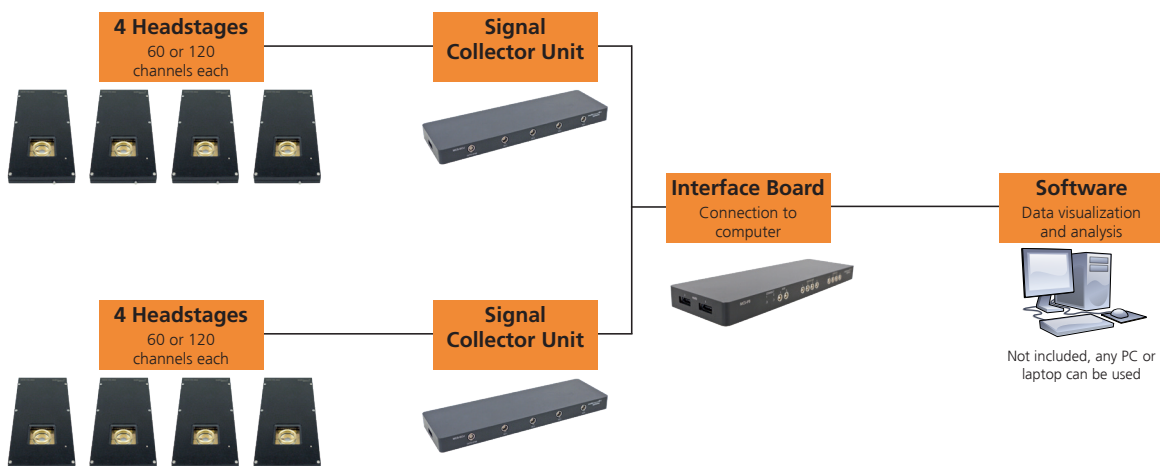 4 Headstages
60 or 120
channels each
Signal
Collector Unit
Interface Board
Connection to
computer
Software
Data visualization
and analysis
Not included, any PC or
laptop can be used
4 Headstages
60 or 120
channels each
Signal
Collector Unit